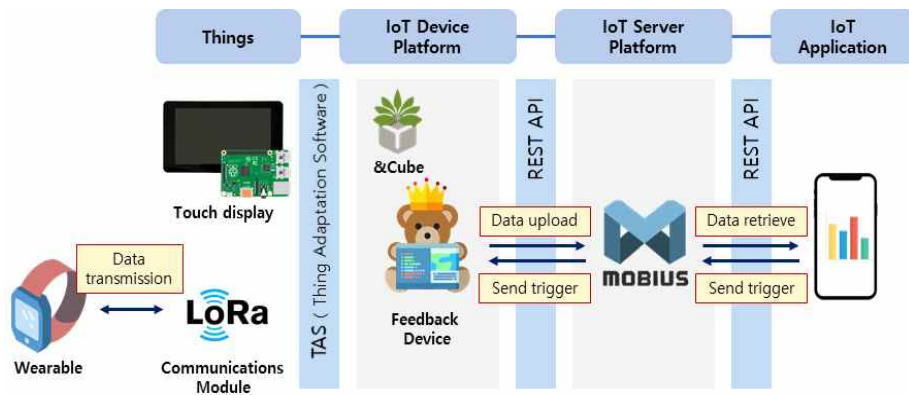 Things
IoT Device
Platform
IoT Server
Platform
IoT
Application
Touch display
Data
transmission
Wearable
LoRa
Communications
Module
TAS ( Thing Adaptation Software )
&Cube
Feedback
Device
REST API
Data upload
Send trigger
MOBIUS
REST API
Data retrieve
Send trigger